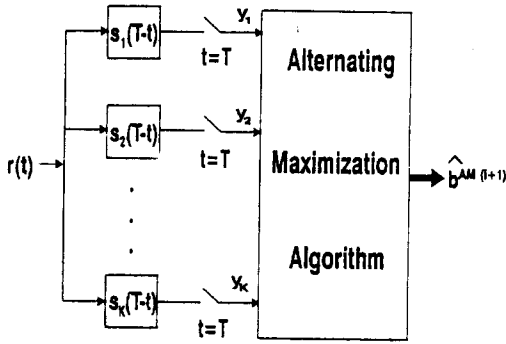 s₁(T-t)
y₁
t=T
Alternating
s₂(T-t)
y₂
t=T
r(t)
Maximization
b̂^AM (i+1)
Algorithm
s_K(T-t)
y_K
t=T